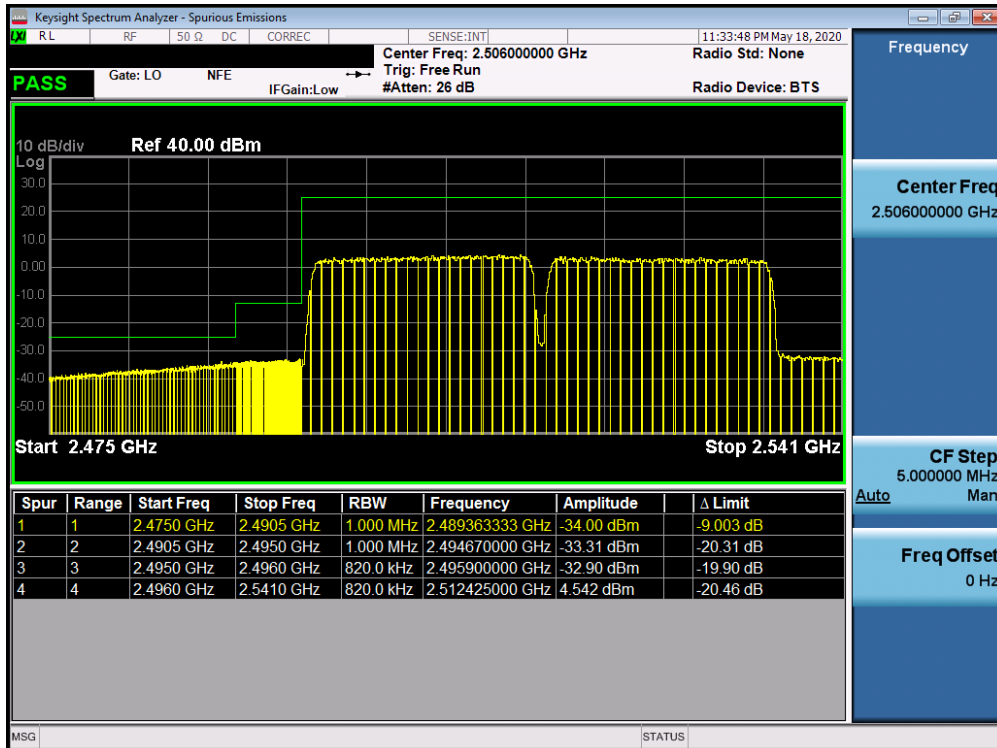 Keysight Spectrum Analyzer - Spurious Emissions
LXI RL RF 50 Ω DC CORREC SENSE:INT 11:33:48 PM May 18, 2020
Center Freq: 2.506000000 GHz Radio Std: None
PASS Gate: LO NFE Trig: Free Run
IFGain:Low #Atten: 26 dB Radio Device: BTS
10 dB/div Ref 40.00 dBm
Log
30.0
20.0
10.0
0.00
-10.0
-20.0
-30.0
-40.0
-50.0
Start 2.475 GHz Stop 2.541 GHz
Spur Range Start Freq Stop Freq RBW Frequency Amplitude Δ Limit
1 1 2.4750 GHz 2.4905 GHz 1.000 MHz 2.489363333 GHz -34.00 dBm -9.003 dB
2 2 2.4905 GHz 2.4950 GHz 1.000 MHz 2.494670000 GHz -33.31 dBm -20.31 dB
3 3 2.4950 GHz 2.4960 GHz 820.0 kHz 2.495900000 GHz -32.90 dBm -19.90 dB
4 4 2.4960 GHz 2.5410 GHz 820.0 kHz 2.512425000 GHz 4.542 dBm -20.46 dB
Frequency
Center Freq
2.506000000 GHz
CF Step
5.000000 MHz
Auto Man
Freq Offset
0 Hz
MSG STATUS